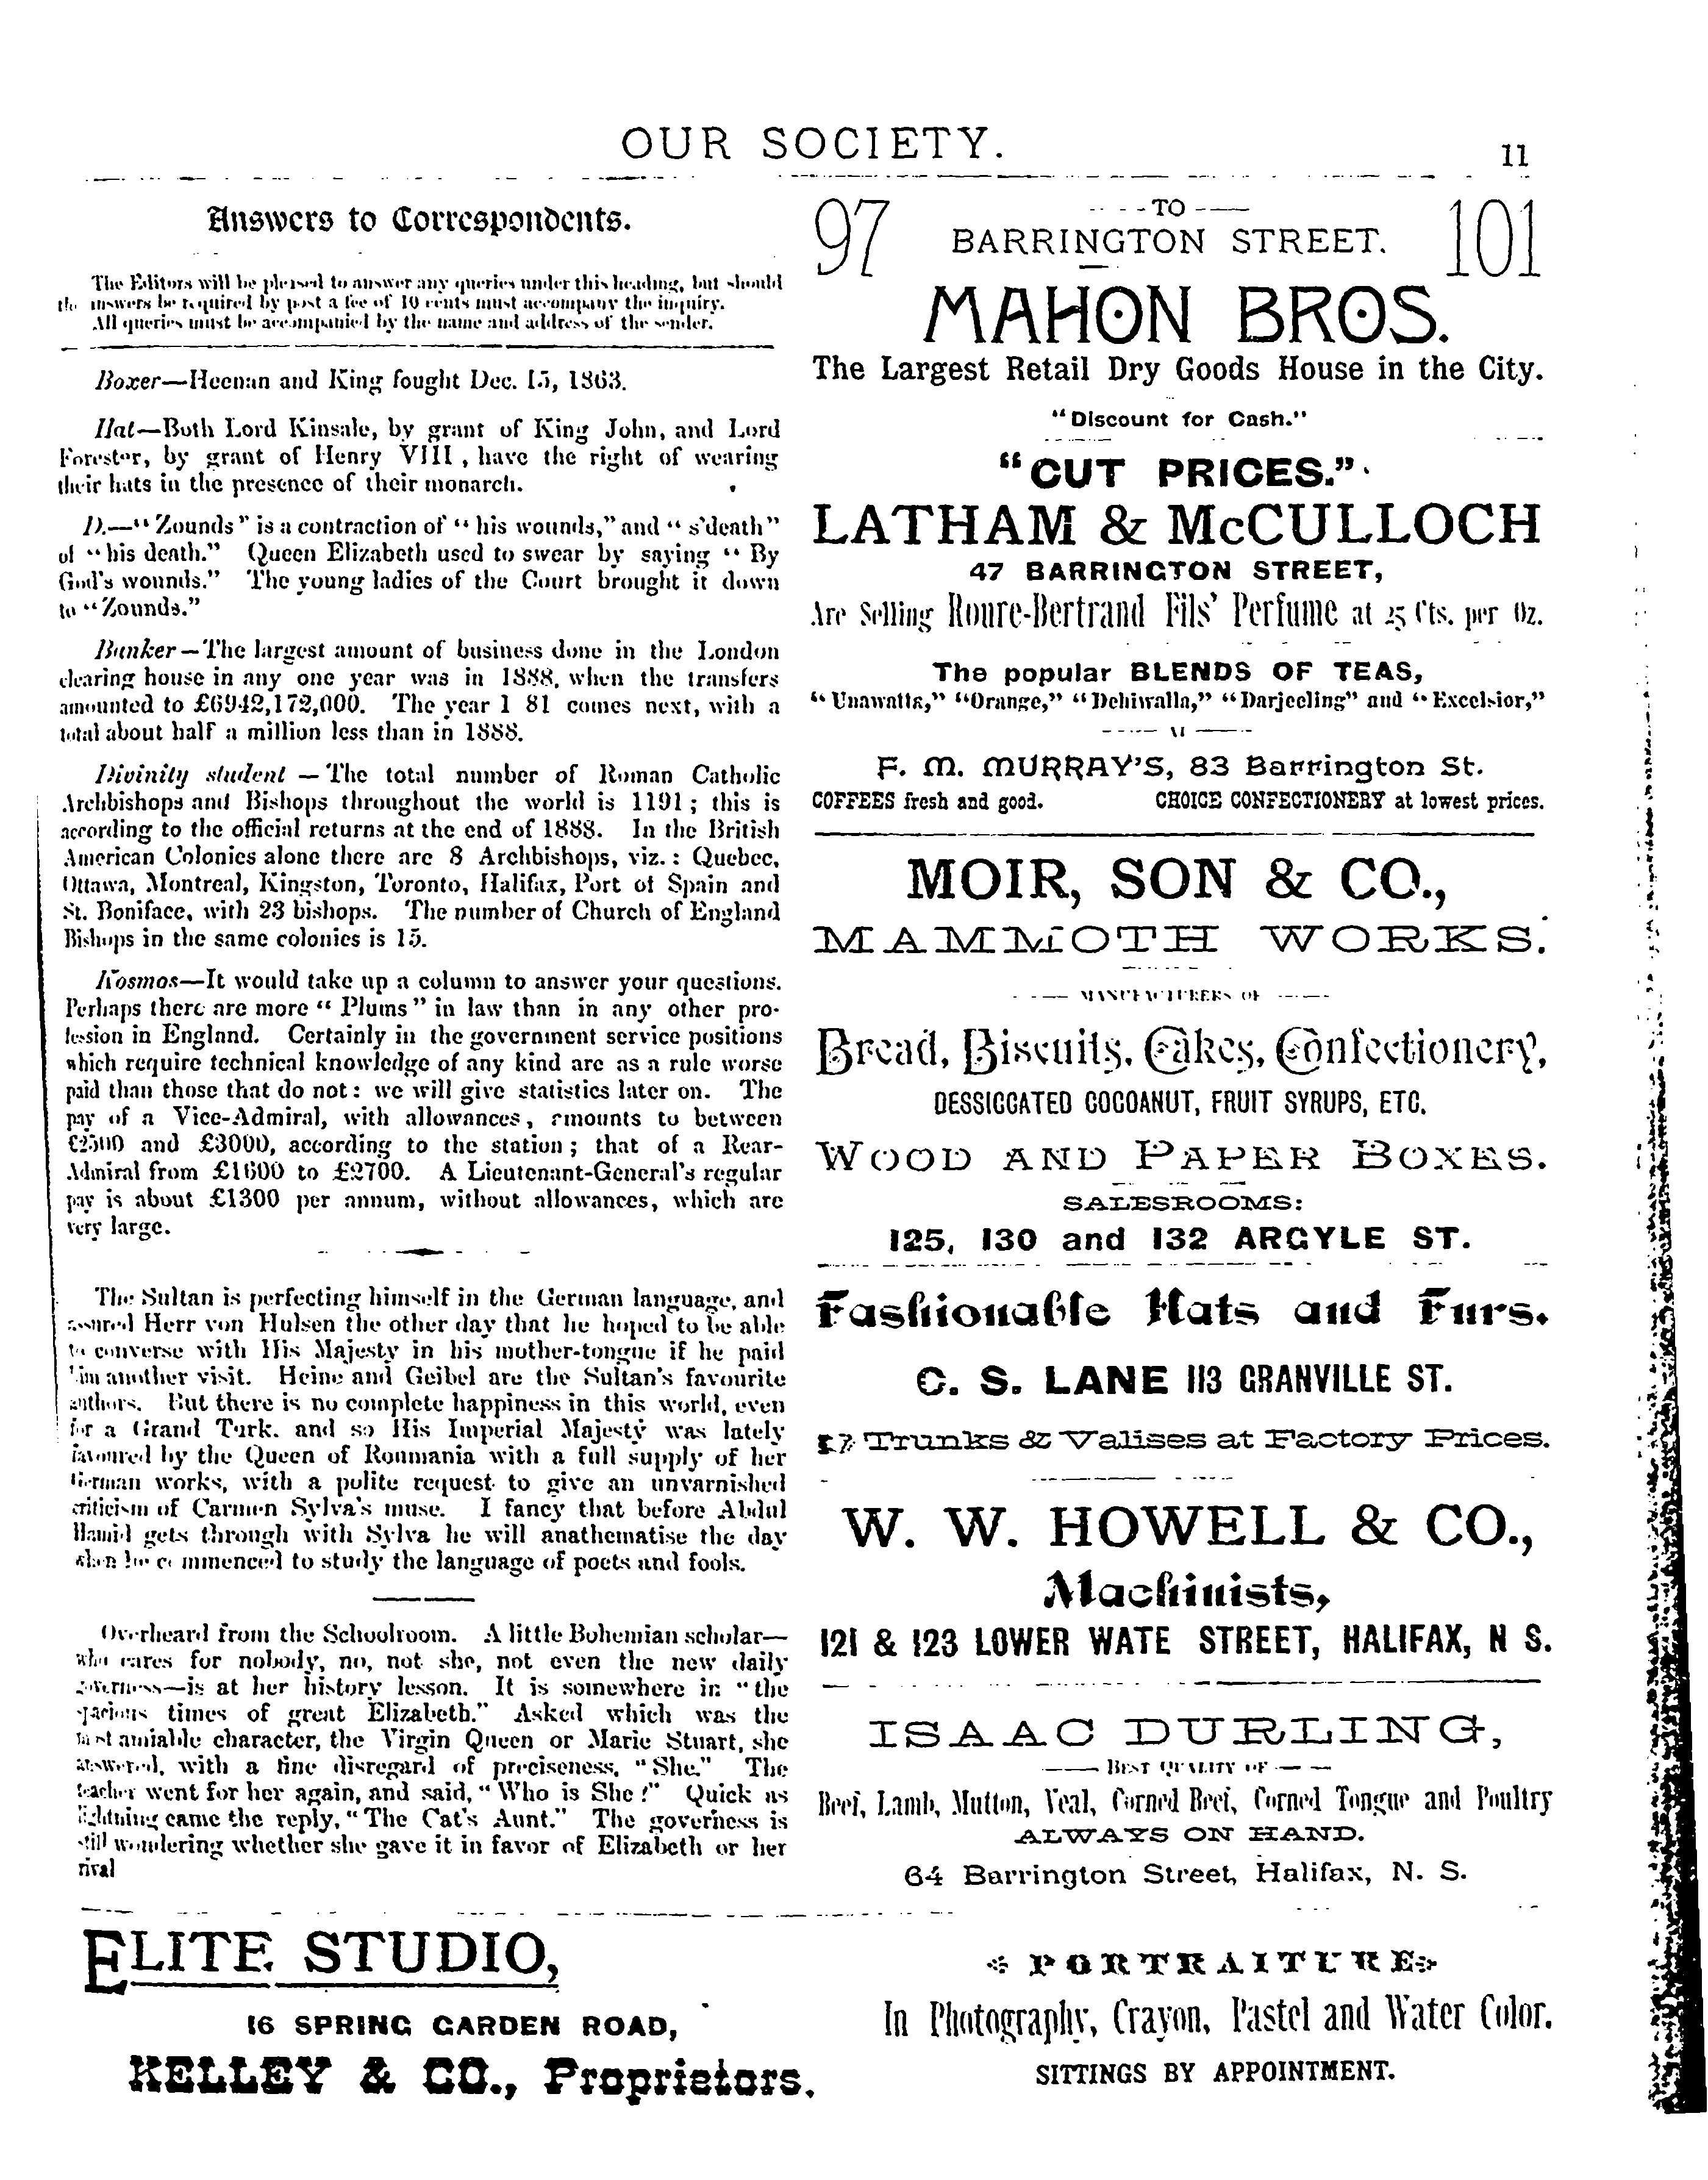 OUR SOCIETY.
11
Answers to Correspondents.
The Editors will be pleased to answer any queries under this heading, but should
the answers be required by post a fee of 10 cents must accompany the inquiry.
All queries must be accompanied by the name and address of the sender.
Boxer—Heenan and King fought Dec. 15, 1863.
Hat—Both Lord Kinsale, by grant of King John, and Lord
Forester, by grant of Henry VIII, have the right of wearing
their hats in the presence of their monarch.
D.—"Zounds" is a contraction of "his wounds," and "s'death"
of "his death." Queen Elizabeth used to swear by saying "By
God's wounds." The young ladies of the Court brought it down
to "Zounds."
Banker—The largest amount of business done in the London
clearing house in any one year was in 1888, when the transfers
amounted to £6942,172,000. The year 1 81 comes next, with a
total about half a million less than in 1888.
Divinity student—The total number of Roman Catholic
Archbishops and Bishops throughout the world is 1191; this is
according to the official returns at the end of 1888. In the British
American Colonies alone there are 8 Archbishops, viz.: Quebec,
Ottawa, Montreal, Kingston, Toronto, Halifax, Port of Spain and
St. Boniface, with 23 bishops. The number of Church of England
Bishops in the same colonies is 15.
Kosmos—It would take up a column to answer your questions.
Perhaps there are more "Plums" in law than in any other pro-
fession in England. Certainly in the government service positions
which require technical knowledge of any kind are as a rule worse
paid than those that do not: we will give statistics later on. The
pay of a Vice-Admiral, with allowances, amounts to between
£2500 and £3000, according to the station; that of a Rear-
Admiral from £1600 to £2700. A Lieutenant-General's regular
pay is about £1300 per annum, without allowances, which are
very large.
The Sultan is perfecting himself in the German language, and
assured Herr von Hulsen the other day that he hoped to be able
to converse with His Majesty in his mother-tongue if he paid
him another visit. Heine and Geibel are the Sultan's favourite
authors. But there is no complete happiness in this world, even
for a Grand Turk, and so His Imperial Majesty was lately
favoured by the Queen of Roumania with a full supply of her
German works, with a polite request to give an unvarnished
criticism of Carmen Sylva's muse. I fancy that before Abdul
Hamid gets through with Sylva he will anathematise the day
when he commenced to study the language of poets and fools.
Overheard from the Schoolroom. A little Bohemian scholar—
who cares for nobody, no, not she, not even the new daily
governess—is at her history lesson. It is somewhere in "the
spacious times of great Elizabeth." Asked which was the
most amiable character, the Virgin Queen or Marie Stuart, she
answered, with a fine disregard of preciseness, "She." The
teacher went for her again, and said, "Who is She?" Quick as
lightning came the reply, "The Cat's Aunt." The governess is
still wondering whether she gave it in favor of Elizabeth or her
rival
97 TO 101
BARRINGTON STREET.
MAHON BROS.
The Largest Retail Dry Goods House in the City.
"Discount for Cash."
"CUT PRICES."
LATHAM & McCULLOCH
47 BARRINGTON STREET,
Are Selling Roure-Bertrand Fils' Perfume at 25 Cts. per Oz.
The popular BLENDS OF TEAS,
"Unawatta," "Orange," "Dehiwalla," "Darjeeling" and "Excelsior,"
AT
F. M. MURRAY'S, 83 Barrington St.
COFFEES fresh and good. CHOICE CONFECTIONERY at lowest prices.
MOIR, SON & CO.,
MAMMOTH WORKS.
MANUFACTURERS OF
Bread, Biscuits, Cakes, Confectionery,
DESSICCATED COCOANUT, FRUIT SYRUPS, ETC.
WOOD AND PAPER BOXES.
SALESROOMS:
125, 130 and 132 ARGYLE ST.
Fashionable Hats and Furs.
C. S. LANE 113 GRANVILLE ST.
Trunks & Valises at Factory Prices.
W. W. HOWELL & CO.,
Machinists,
121 & 123 LOWER WATE STREET, HALIFAX, N S.
ISAAC DURLING,
BEST QUALITY OF
Beef, Lamb, Mutton, Veal, Corned Beef, Corned Tongue and Poultry
ALWAYS ON HAND.
64 Barrington Street, Halifax, N. S.
ELITE STUDIO,
16 SPRING GARDEN ROAD,
KELLEY & CO., Proprietors.
PORTRAITURE
In Photography, Crayon, Pastel and Water Color.
SITTINGS BY APPOINTMENT.